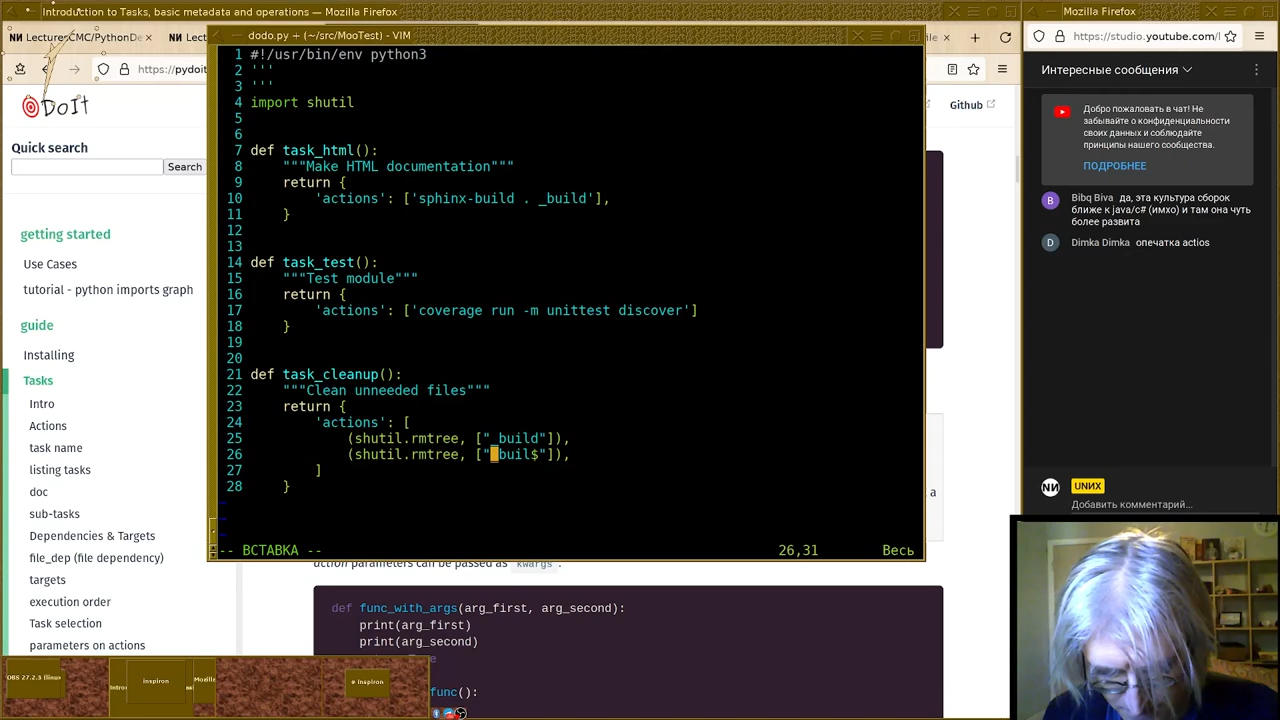 Introduction to Tasks, basic metadata and operations — Mozilla Firefox
LecturesCMC/PythonDe
https://pydoit
DoIt
Github
Quick search
Search
getting started
Use Cases
tutorial - python imports graph
guide
Installing
Tasks
Intro
Actions
task name
listing tasks
doc
sub-tasks
Dependencies & Targets
file_dep (file dependency)
targets
execution order
Task selection
parameters on actions
dodo.py + (~/src/MooTest) - VIM
1 #!/usr/bin/env python3
2 '''
3 '''
4 import shutil
5
6
7 def task_html():
8 """Make HTML documentation"""
9 return {
10 'actions': ['sphinx-build . _build'],
11 }
12
13
14 def task_test():
15 """Test module"""
16 return {
17 'actions': ['coverage run -m unittest discover']
18 }
19
20
21 def task_cleanup():
22 """Clean unneeded files"""
23 return {
24 'actions': [
25 (shutil.rmtree, ["_build"]),
26 (shutil.rmtree, ["_buil$"]),
27 ]
28 }
~
~
-- ВСТАВКА --
26,31
Весь
action parameters can be passed as kwargs.
def func_with_args(arg_first, arg_second):
print(arg_first)
print(arg_second)
func():
Mozilla Firefox
https://studio.youtube.com/l
Интересные сообщения
Добро пожаловать в чат! Не
забывайте о конфиденциальности
своих данных и соблюдайте
принципы нашего сообщества.
ПОДРОБНЕЕ
Bibq Biva да, эта культура сборок
ближе к java/c# (имхо) и там она чуть
более развита
Dimka Dimka опечатка actios
UNИX
Добавить комментарий...
OBS 27.2.3 (linux
inspiron
Mozilla
# inspiron